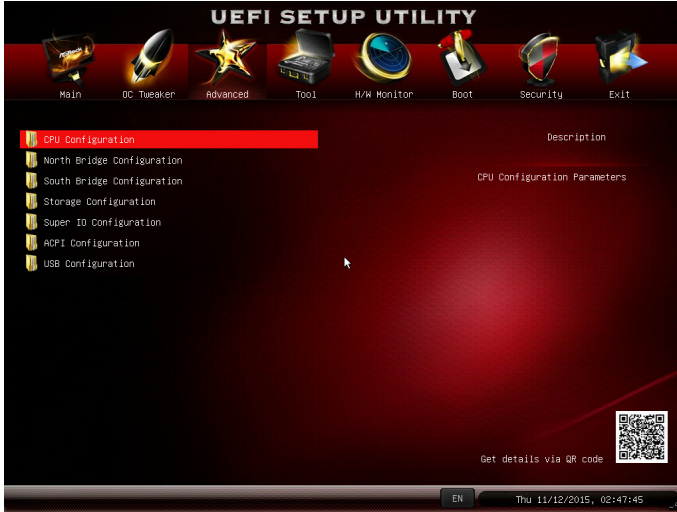 UEFI SETUP UTILITY
ASRock
Main OC Tweaker Advanced Tool H/W Monitor Boot Security Exit
CPU Configuration
North Bridge Configuration
South Bridge Configuration
Storage Configuration
Super IO Configuration
ACPI Configuration
USB Configuration
Description
CPU Configuration Parameters
Get details via QR code
EN
Thu 11/12/2015, 02:47:45